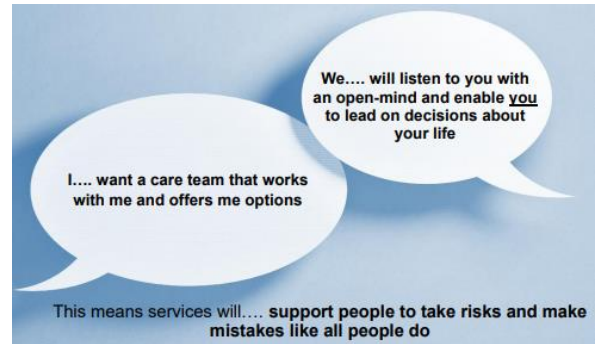 We.... will listen to you with
an open-mind and enable you
to lead on decisions about
your life
I.... want a care team that works
with me and offers me options
This means services will.... support people to take risks and make
mistakes like all people do